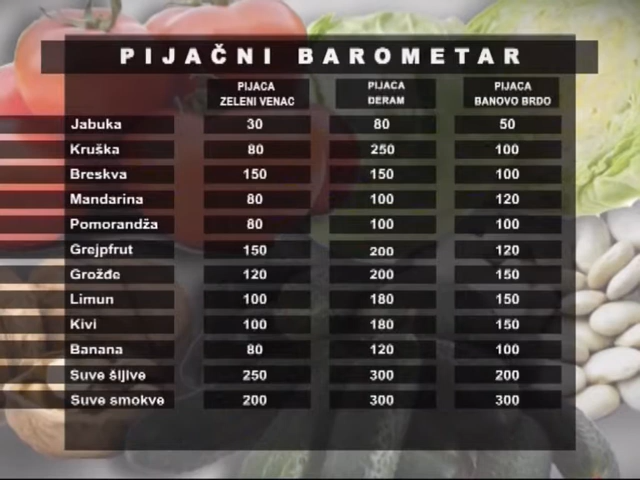 PIJAČNI BAROMETAR
PIJACA ZELENI VENAC PIJACA ĐERAM PIJACA BANOVO BRDO
Jabuka 30 80 50
Kruška 80 250 100
Breskva 150 150 100
Mandarina 80 100 120
Pomorandža 80 100 100
Grejpfrut 150 200 120
Grožđe 120 200 150
Limun 100 180 150
Kivi 100 180 150
Banana 80 120 100
Suve šljive 250 300 200
Suve smokve 200 300 300